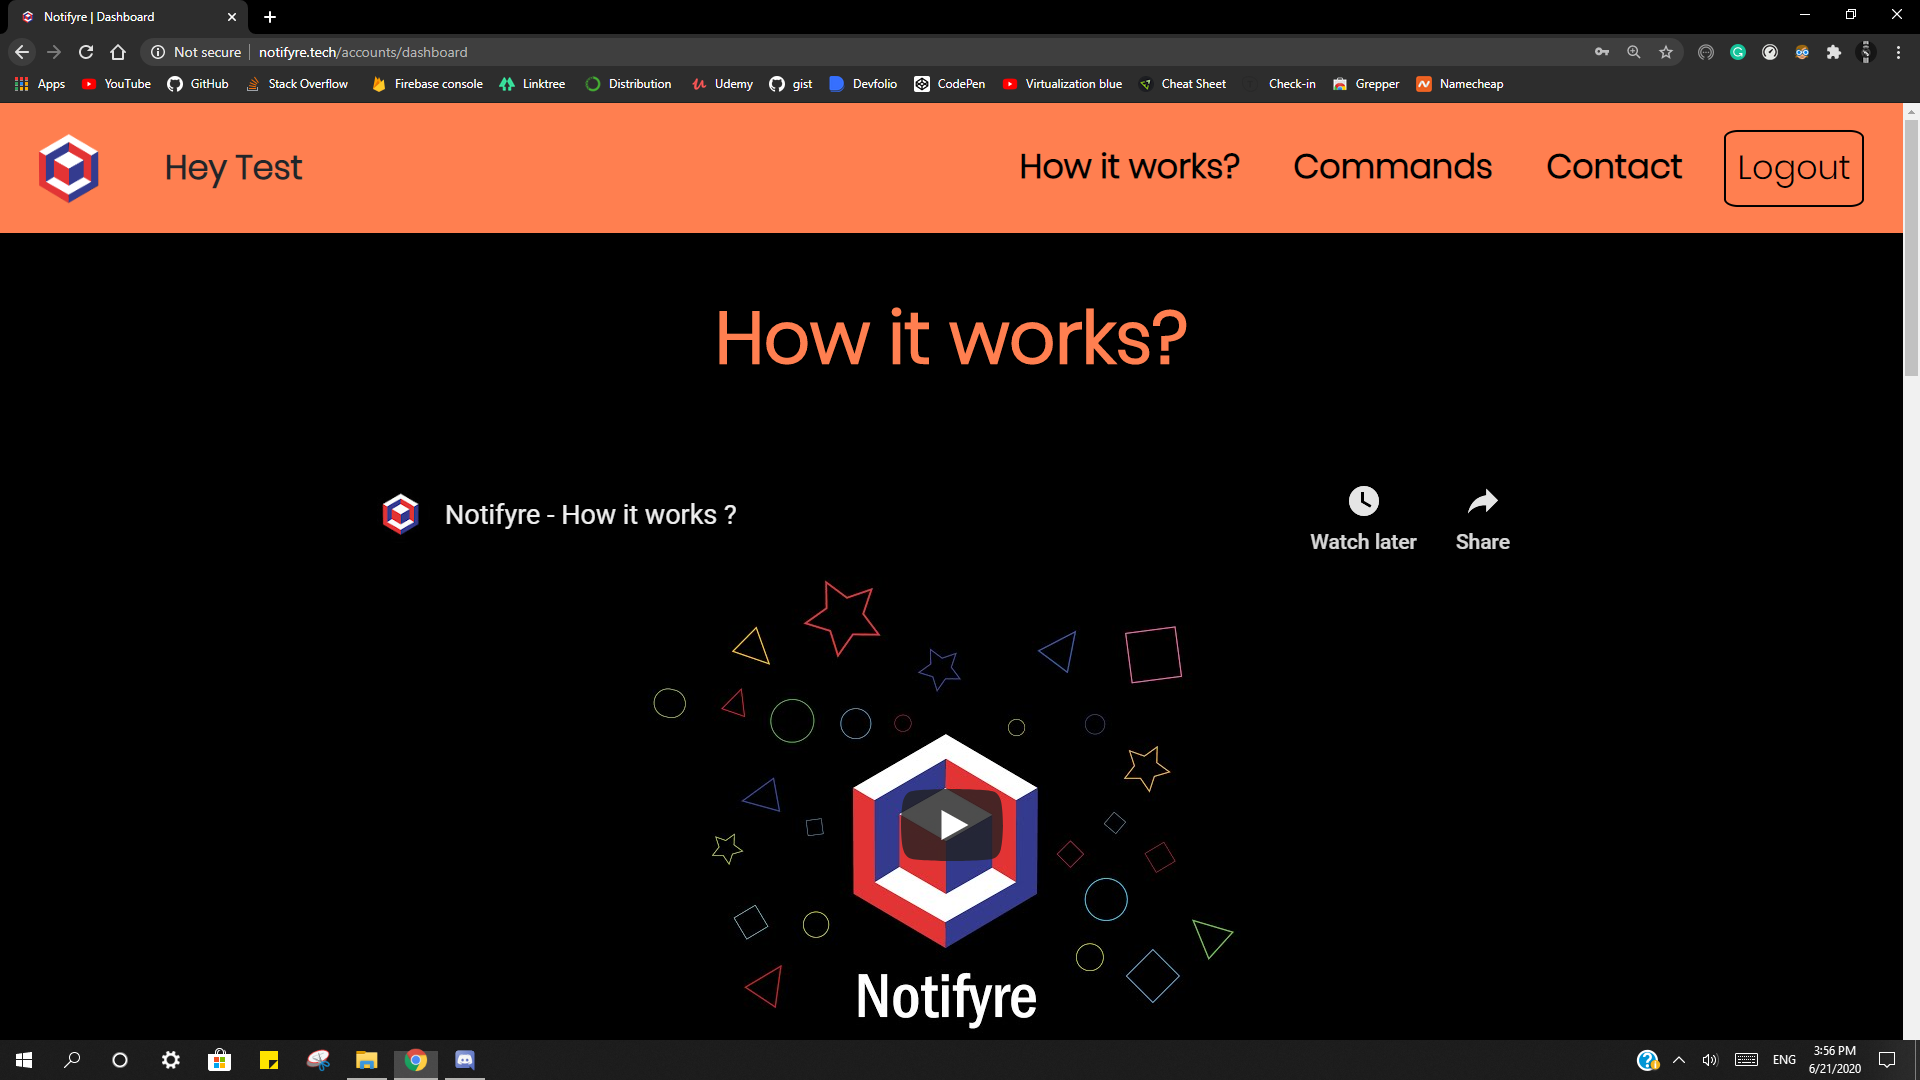 Notifyre | Dashboard
Not secure notifyre.tech/accounts/dashboard
Apps YouTube GitHub Stack Overflow Firebase console Linktree Distribution Udemy gist Devfolio CodePen Virtualization blue Cheat Sheet Check-in Grepper Namecheap
Hey Test How it works? Commands Contact Logout
How it works?
Notifyre - How it works ?
Watch later Share
Notifyre
ENG 3:56 PM
6/21/2020